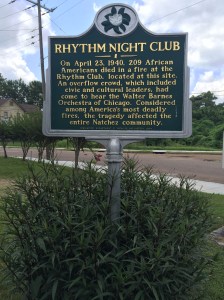 RHYTHM NIGHT CLUB
On April 23, 1940, 209 African
Americans died in a fire at the
Rhythm Club, located at this site.
An overflow crowd, which included
civic and cultural leaders, had
come to hear the Walter Barnes
Orchestra of Chicago. Considered
among America's most deadly
fires, the tragedy affected the
entire Natchez community.